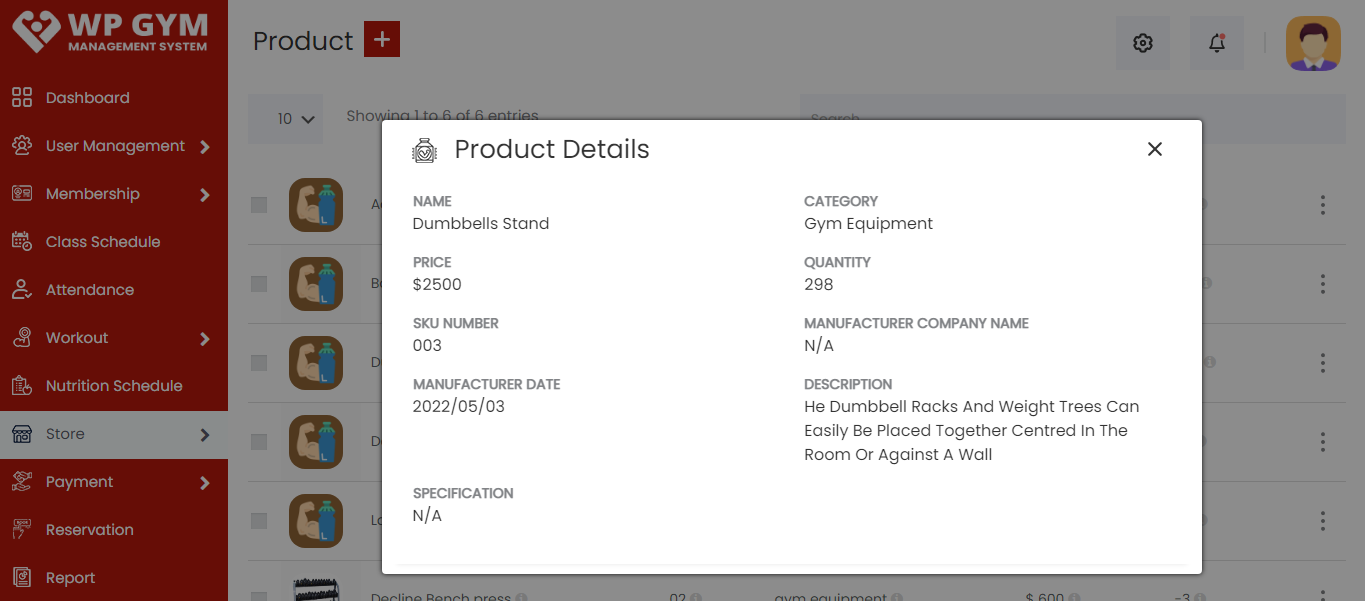 WP GYM
MANAGEMENT SYSTEM
Dashboard
User Management
Membership
Class Schedule
Attendance
Workout
Nutrition Schedule
Store
Payment
Reservation
Report
Product +
10
Showing 1 to 6 of 6 entries
Search
Product Details
NAME
Dumbbells Stand
CATEGORY
Gym Equipment
PRICE
$2500
QUANTITY
298
SKU NUMBER
003
MANUFACTURER COMPANY NAME
N/A
MANUFACTURER DATE
2022/05/03
DESCRIPTION
He Dumbbell Racks And Weight Trees Can
Easily Be Placed Together Centred In The
Room Or Against A Wall
SPECIFICATION
N/A
Decline Bench press 02 gym equipment $ 600 -3